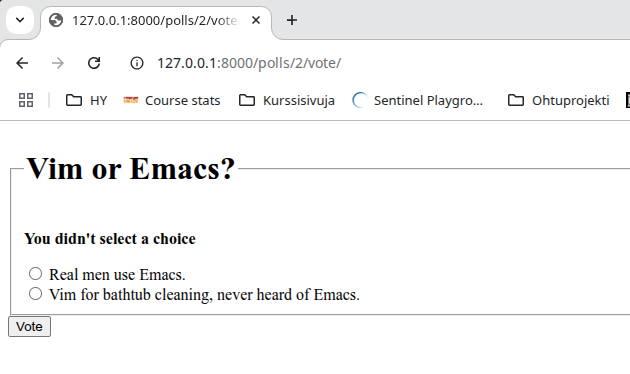 127.0.0.1:8000/polls/2/vote
127.0.0.1:8000/polls/2/vote/
HY Course stats Kurssisivuja Sentinel Playgro... Ohtuprojekti
Vim or Emacs?
You didn't select a choice
Real men use Emacs.
Vim for bathtub cleaning, never heard of Emacs.
Vote